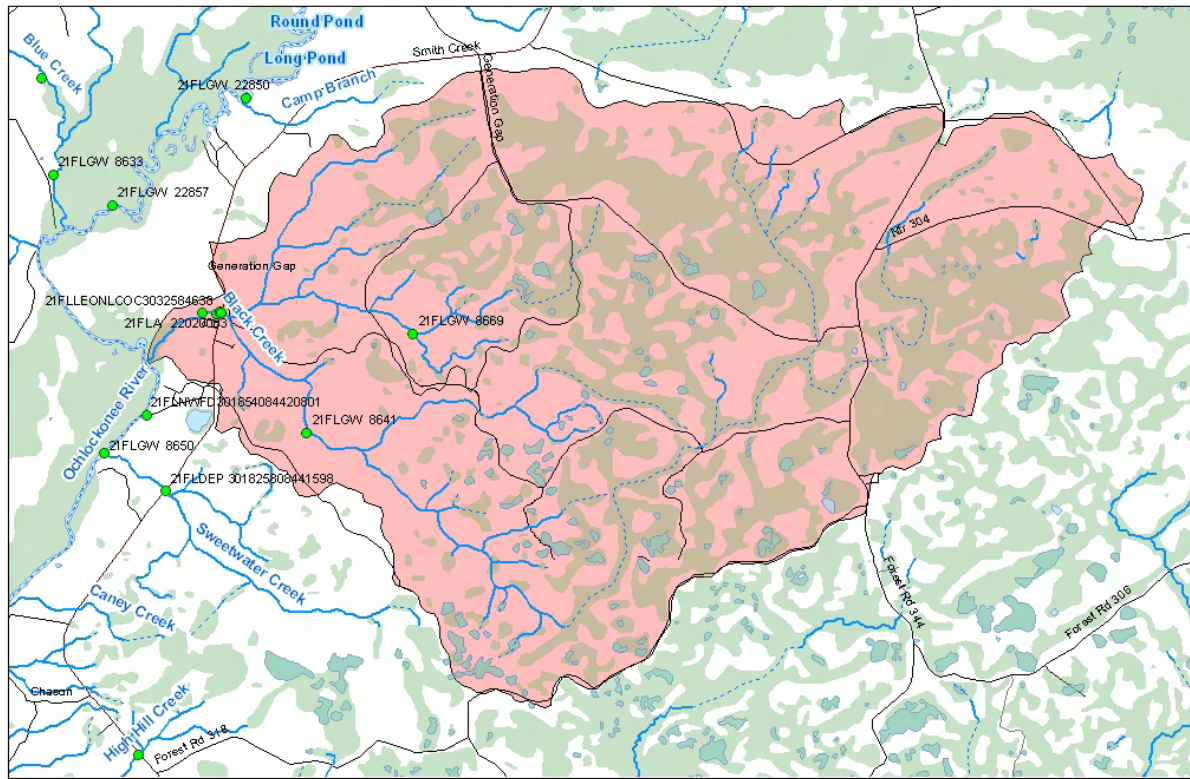 Round Pond
Blue Creek
Long Pond
Smith Creek
Generation Gap
21FLGW 22850
Camp Branch
21FLGW 8633
21FLGW 22857
Nfr 304
Generation Gap
21FLLEONLCOC3032584638
Black Creek
21FLA 22020063
21FLGW 8669
Ochlockonee River
21FLNWFD301854084420801
21FLGW 8641
21FLGW 8650
21FLDEP 301825808441598
Sweetwater Creek
Caney Creek
Forest Rd 344
Forest Rd 306
Chason
High Hill Creek
Forest Rd 318